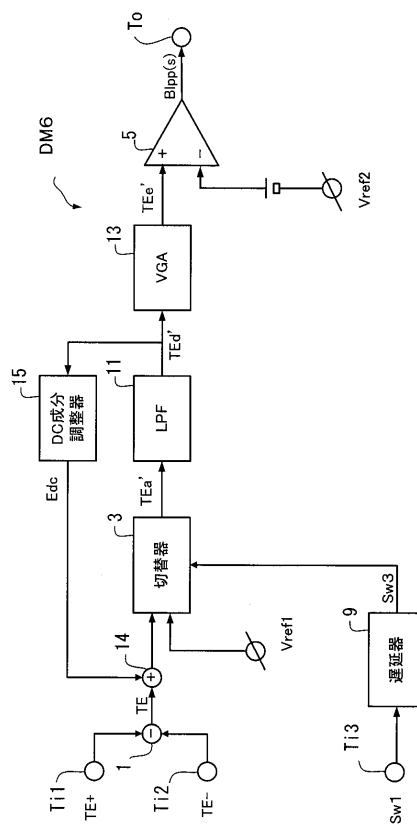 DM6
Ti1
TE+
Ti2
TE-
1
−
TE
14
+
Edc
15
DC成分
調整器
3
切替器
Vref1
TEa'
11
LPF
TEd'
13
VGA
TEe'
5
+
−
Blpp(s)
To
Vref2
Sw3
9
遅延器
Ti3
Sw1